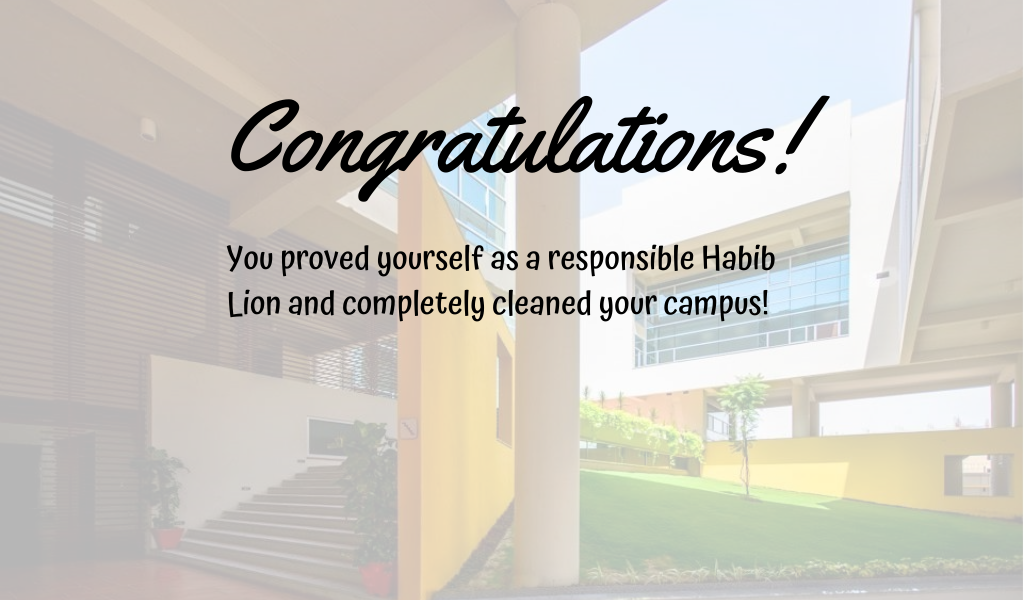 Congratulations!
You proved yourself as a responsible Habib
Lion and completely cleaned your campus!